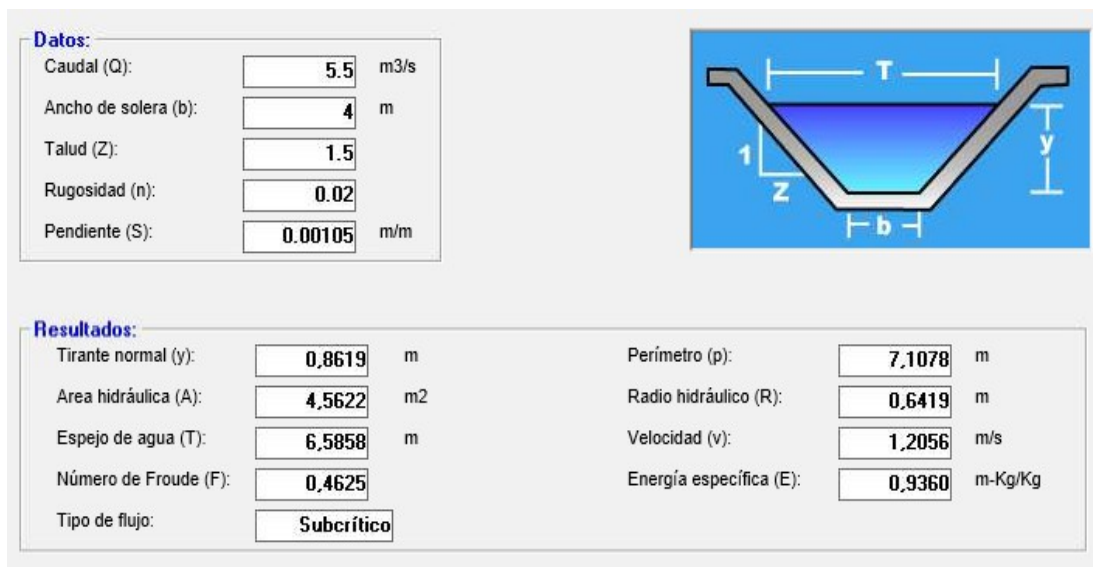 Datos:
Caudal (Q): 5.5 m3/s
Ancho de solera (b): 4 m
Talud (Z): 1.5
Rugosidad (n): 0.02
Pendiente (S): 0.00105 m/m
T
y
1
Z
b
Resultados:
Tirante normal (y): 0,8619 m Perímetro (p): 7,1078 m
Area hidráulica (A): 4,5622 m2 Radio hidráulico (R): 0,6419 m
Espejo de agua (T): 6,5858 m Velocidad (v): 1,2056 m/s
Número de Froude (F): 0,4625 Energía específica (E): 0,9360 m-Kg/Kg
Tipo de flujo: Subcrítico